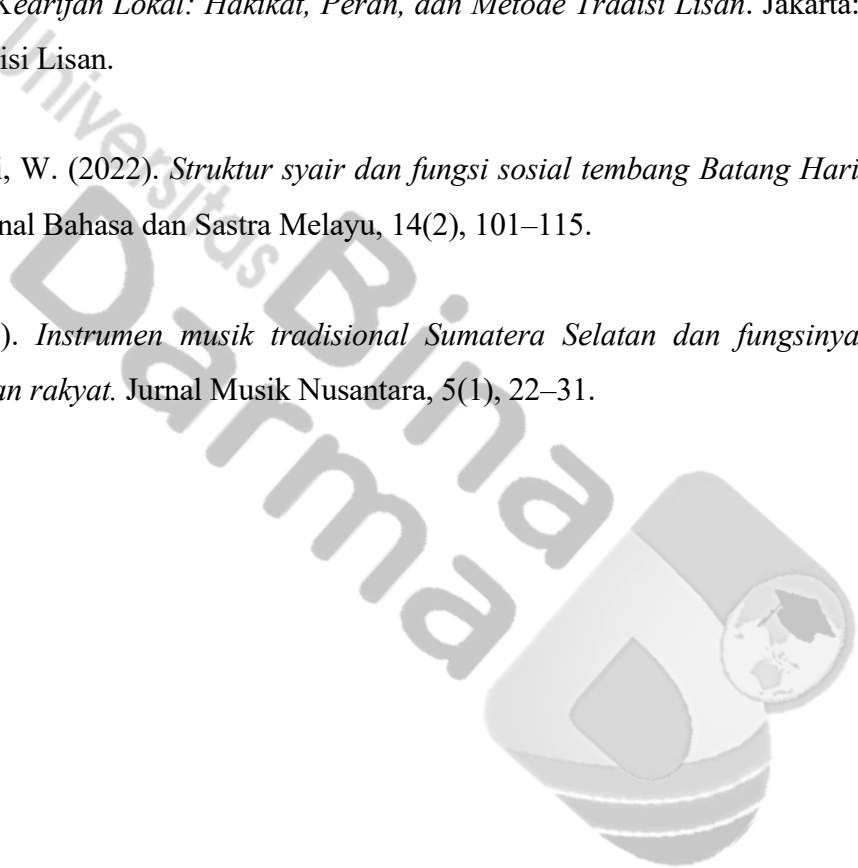 Kearifan Lokal: Hakikat, Peran, dan Metode Tradisi Lisan. Jakarta:
isi Lisan.
i, W. (2022). Struktur syair dan fungsi sosial tembang Batang Hari
nal Bahasa dan Sastra Melayu, 14(2), 101–115.
). Instrumen musik tradisional Sumatera Selatan dan fungsinya
an rakyat. Jurnal Musik Nusantara, 5(1), 22–31.
Universitas
Bina
Darma